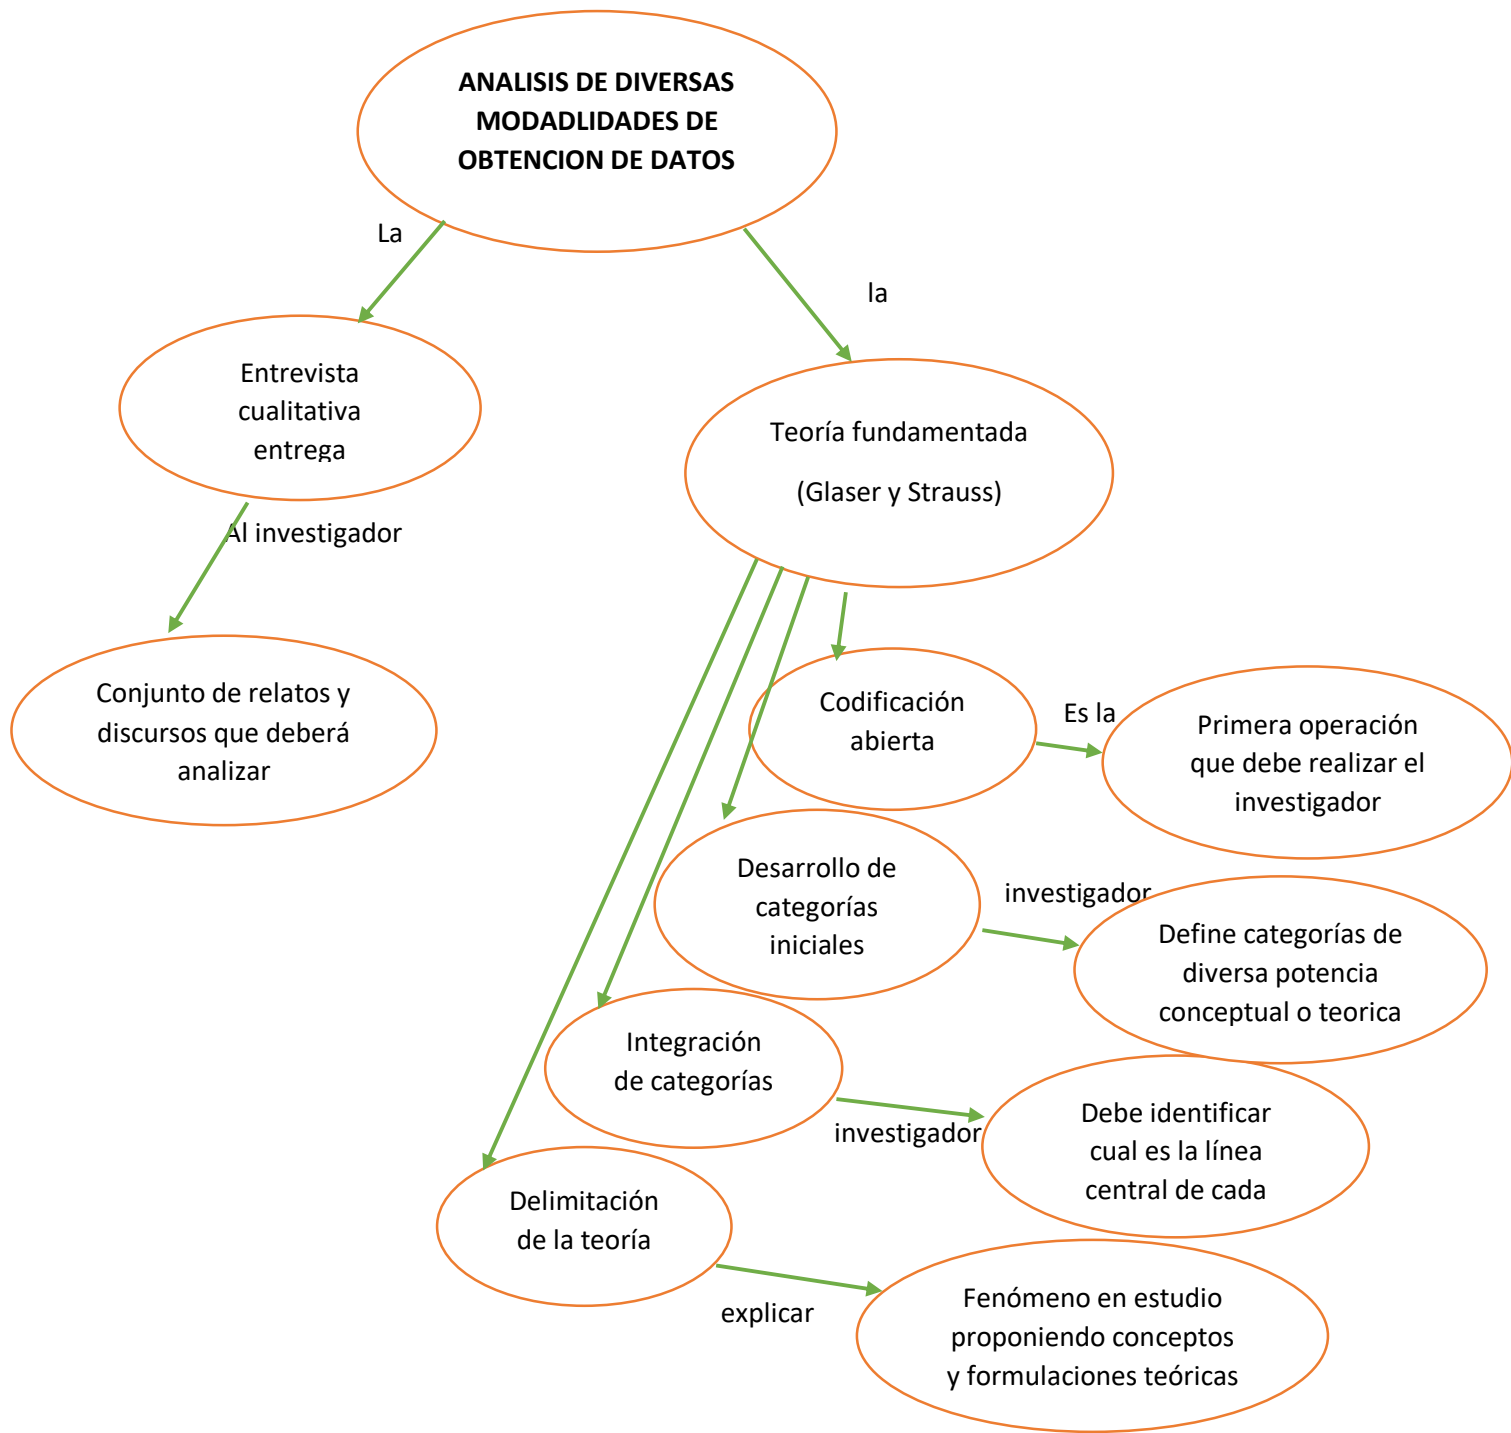 ANALISIS DE DIVERSAS
MODADLIDADES DE
OBTENCION DE DATOS
La
la
Entrevista
cualitativa
entrega
Teoría fundamentada
(Glaser y Strauss)
Al investigador
Conjunto de relatos y
discursos que deberá
analizar
Codificación
abierta
Es la
Primera operación
que debe realizar el
investigador
Desarrollo de
categorías
iniciales
investigador
Define categorías de
diversa potencia
conceptual o teorica
Integración
de categorías
investigador
Debe identificar
cual es la línea
central de cada
Delimitación
de la teoría
explicar
Fenómeno en estudio
proponiendo conceptos
y formulaciones teóricas